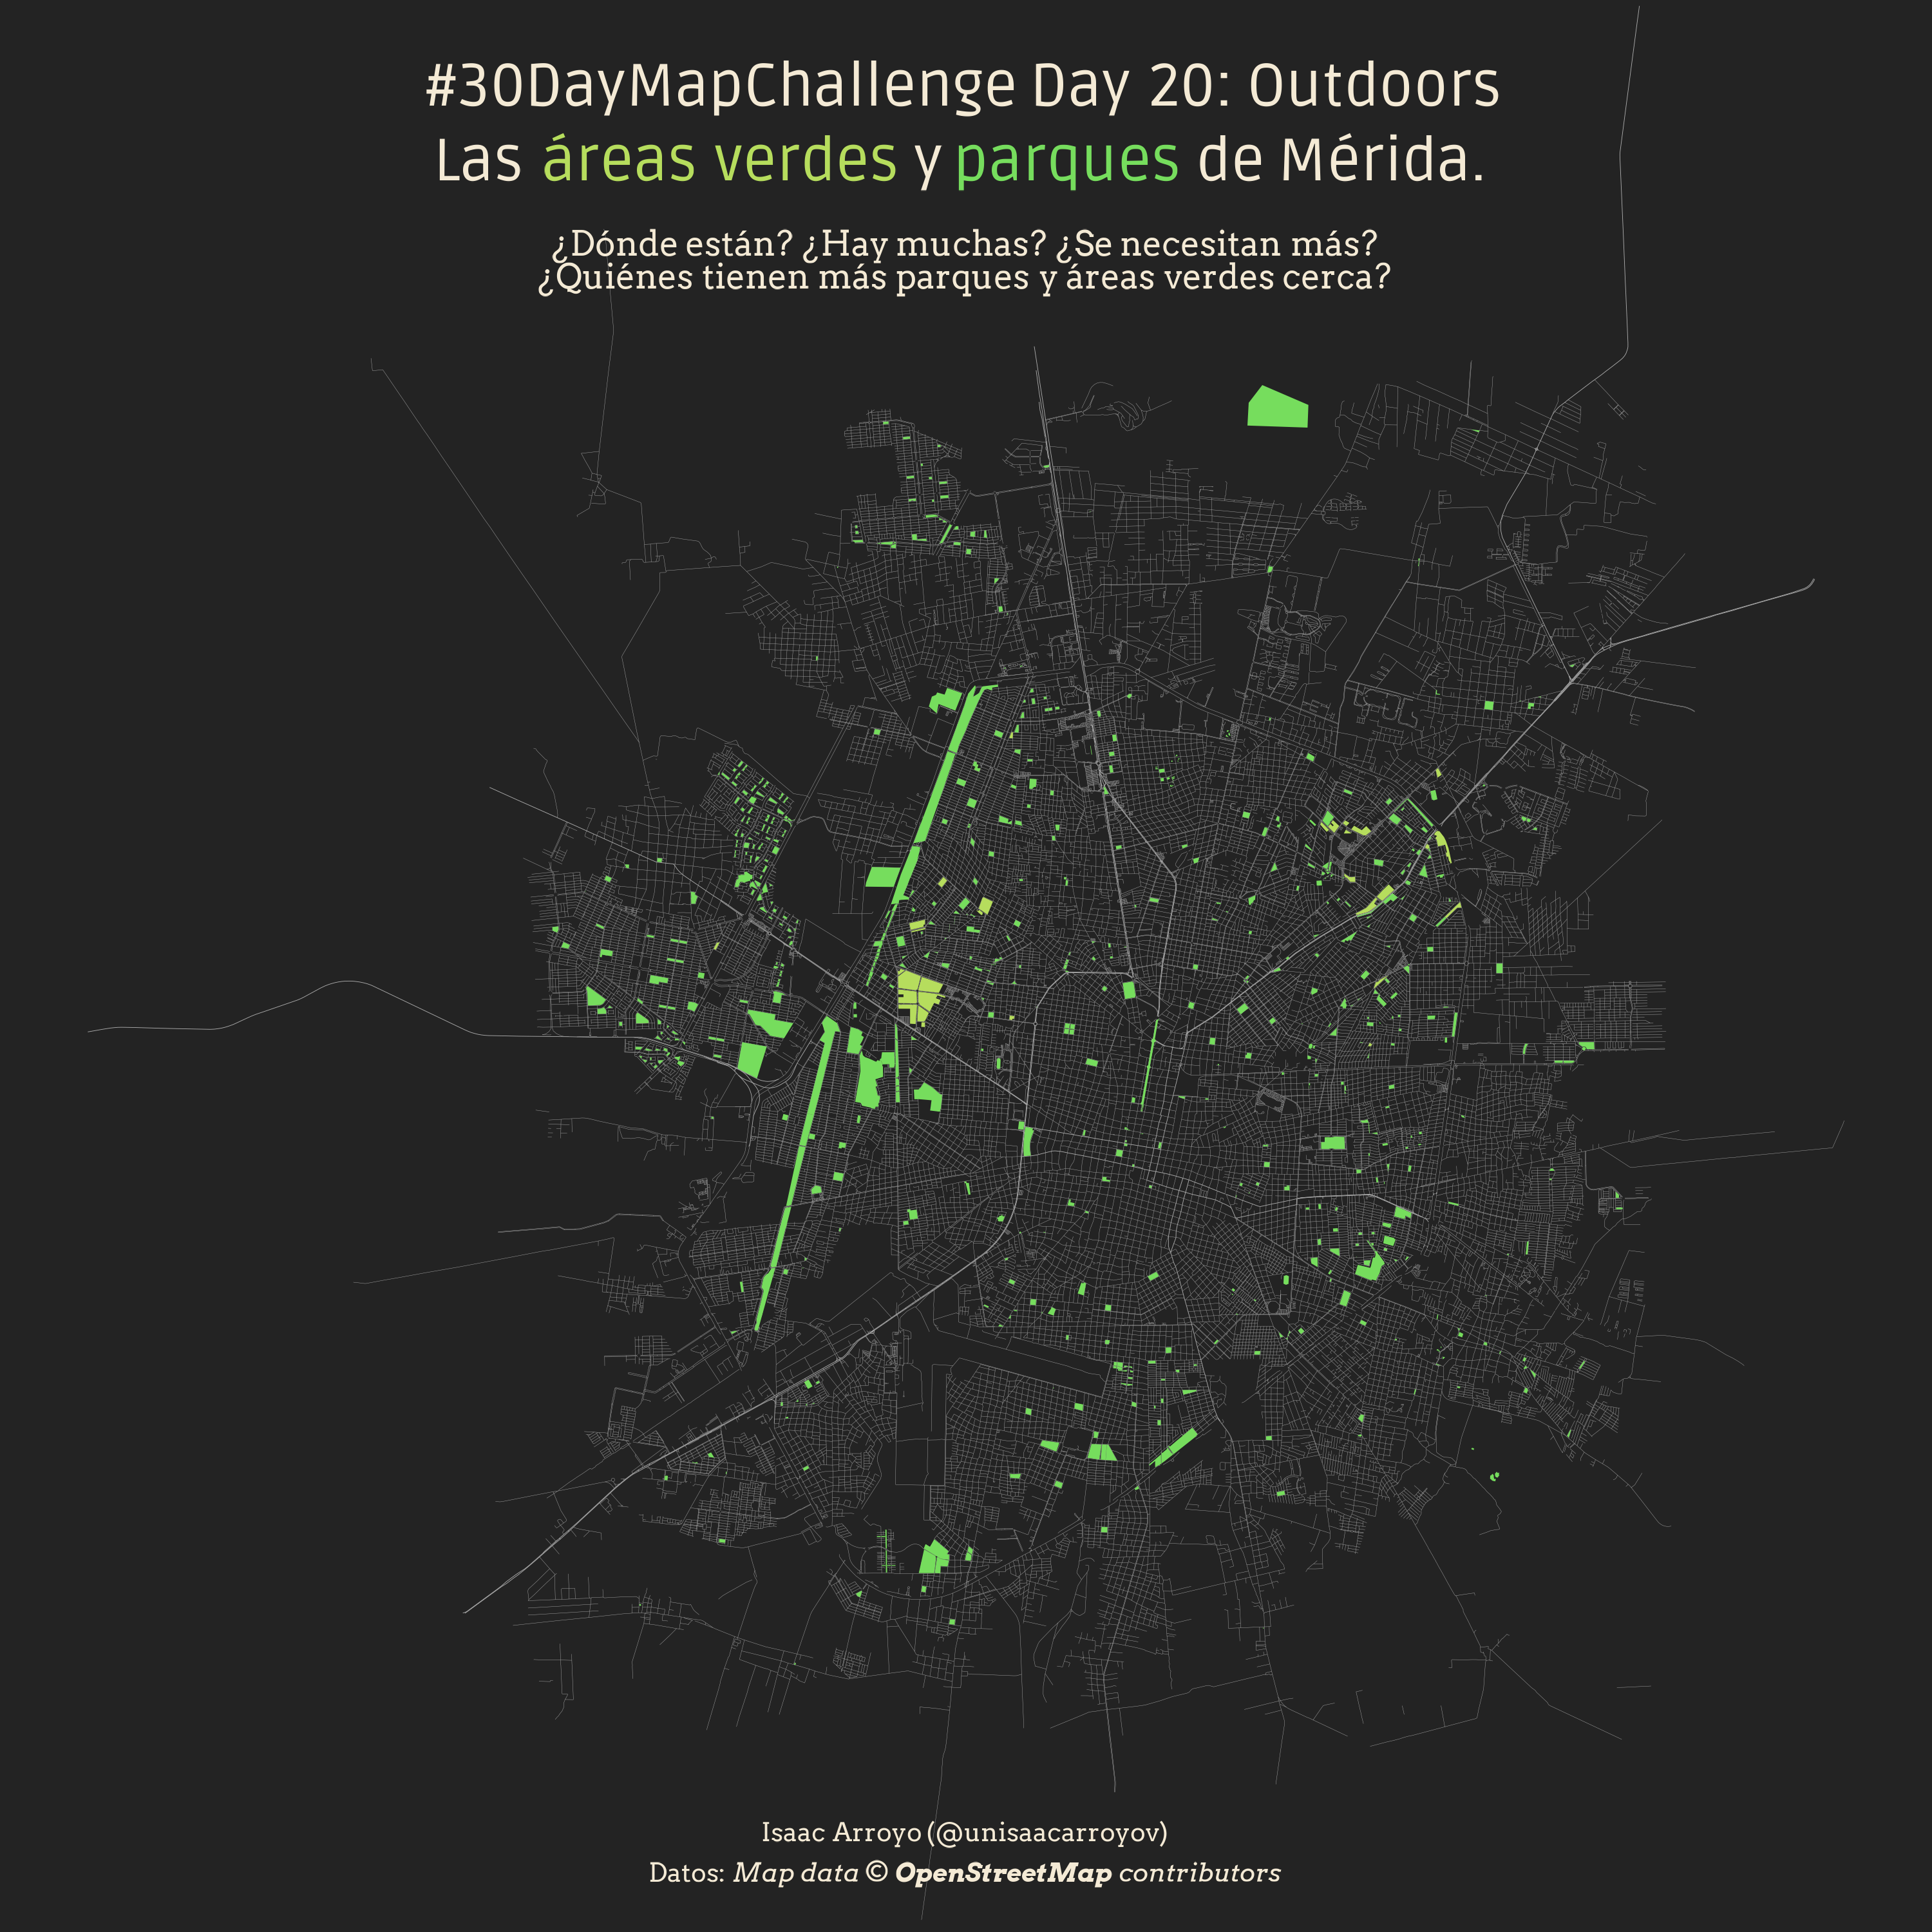 #30DayMapChallenge Day 20: Outdoors
Las áreas verdes y parques de Mérida.
¿Dónde están? ¿Hay muchas? ¿Se necesitan más?
¿Quiénes tienen más parques y áreas verdes cerca?
Isaac Arroyo (@unisaacarroyov)
Datos: Map data © OpenStreetMap contributors